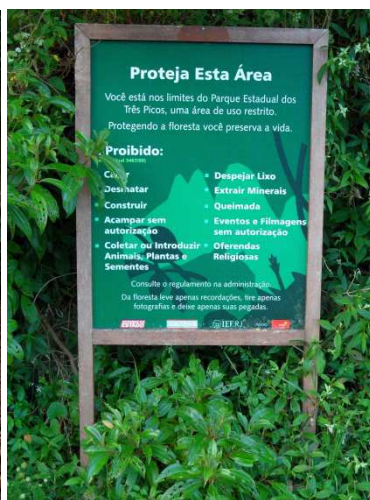 Proteja Esta Área
Você está nos limites do Parque Estadual dos
Três Picos, uma área de uso restrito.
Protegendo a floresta você preserva a vida.
Proibido:
Desmatar
Construir
Acampar sem
autorização
Coletar ou Introduzir
Animais, Plantas e
Sementes
Despejar Lixo
Extrair Minerais
Queimada
Eventos e Filmagens
sem autorização
Oferendas
Religiosas
Consulte o regulamento na administração.
Da floresta leve apenas recordações, tire apenas
fotografias e deixe apenas suas pegadas.